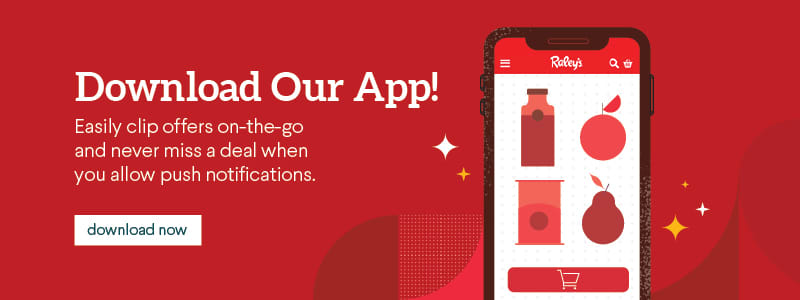 Download Our App!
Easily clip offers on-the-go
and never miss a deal when
you allow push notifications.
download now
Raley's